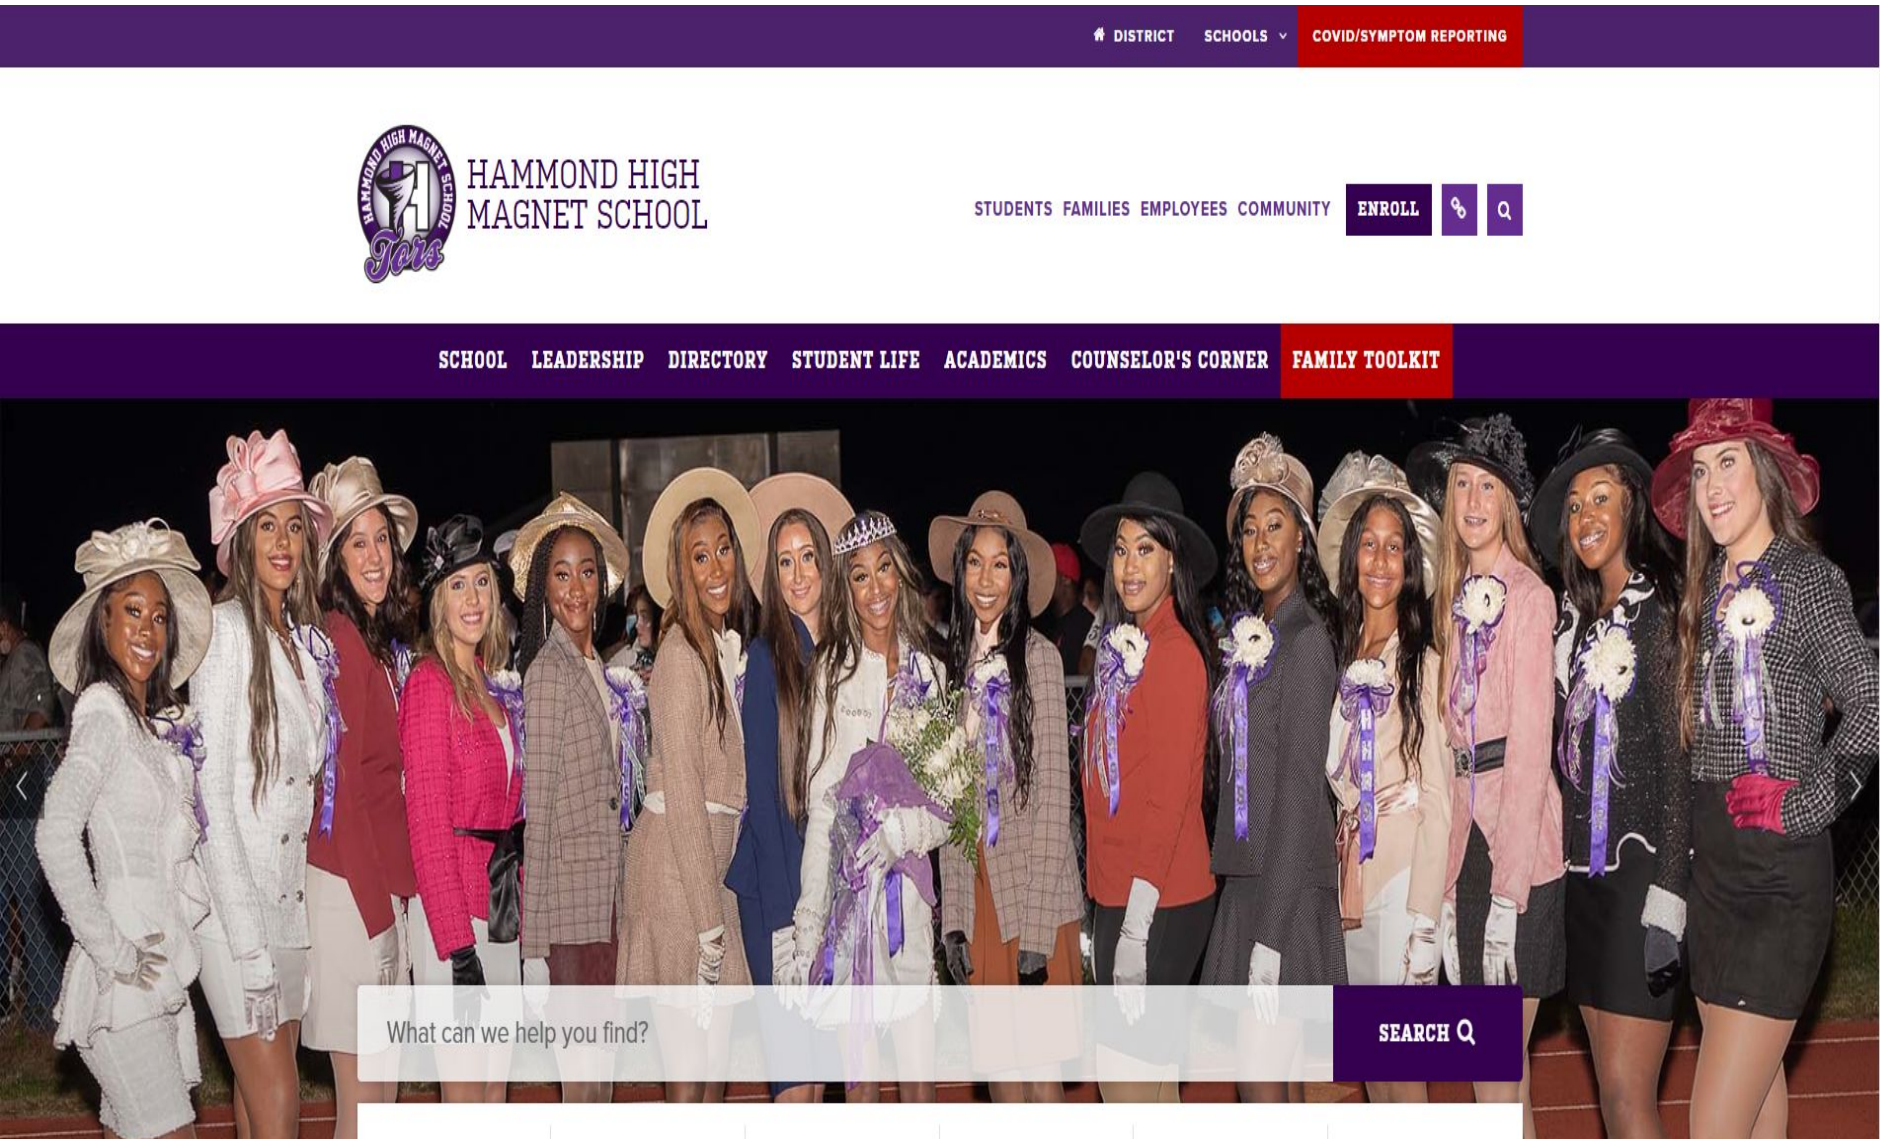 DISTRICT SCHOOLS COVID/SYMPTOM REPORTING
HAMMOND HIGH MAGNET SCHOOL
H
Tors
HAMMOND HIGH
MAGNET SCHOOL
STUDENTS FAMILIES EMPLOYEES COMMUNITY ENROLL
SCHOOL LEADERSHIP DIRECTORY STUDENT LIFE ACADEMICS COUNSELOR'S CORNER FAMILY TOOLKIT
What can we help you find?
SEARCH